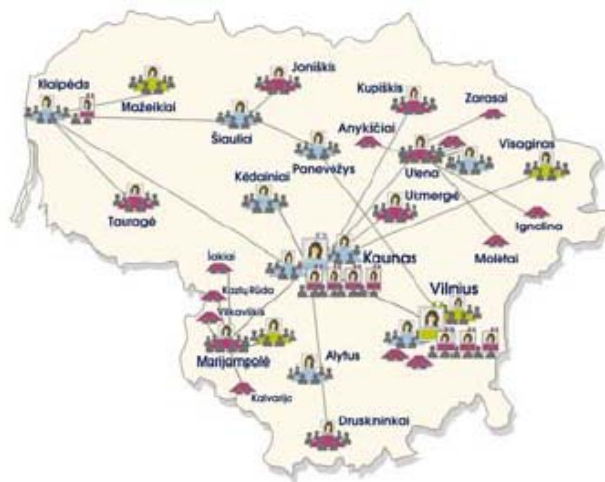 Joniškis
Klaipėda
Mažeikiai
Kupiškis
Zarasai
Anykičiai
Šiauliai
Visaginas
Panevėžys
Utena
Kėdainiai
Ukmergė
Tauragė
Ignalina
Molėtai
Kaunas
Šakiai
Kazlų Rūda
Vilnius
Vilkaviškis
Marijampolė
Alytus
Kalvarija
Druskininkai